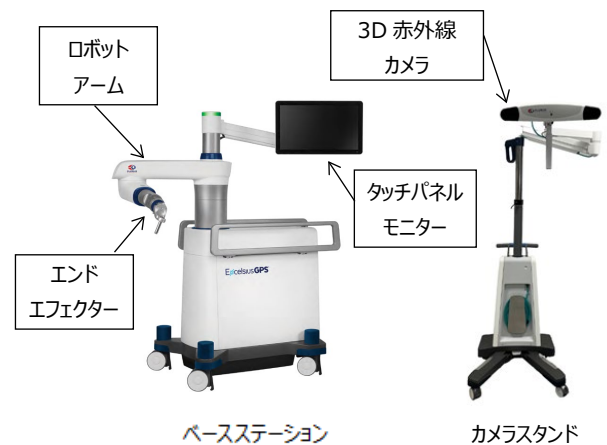 ロボット
アーム
3D 赤外線
カメラ
タッチパネル
モニター
エンド
エフェクター
ExcelsiusGPS
ベースステーション
カメラスタンド